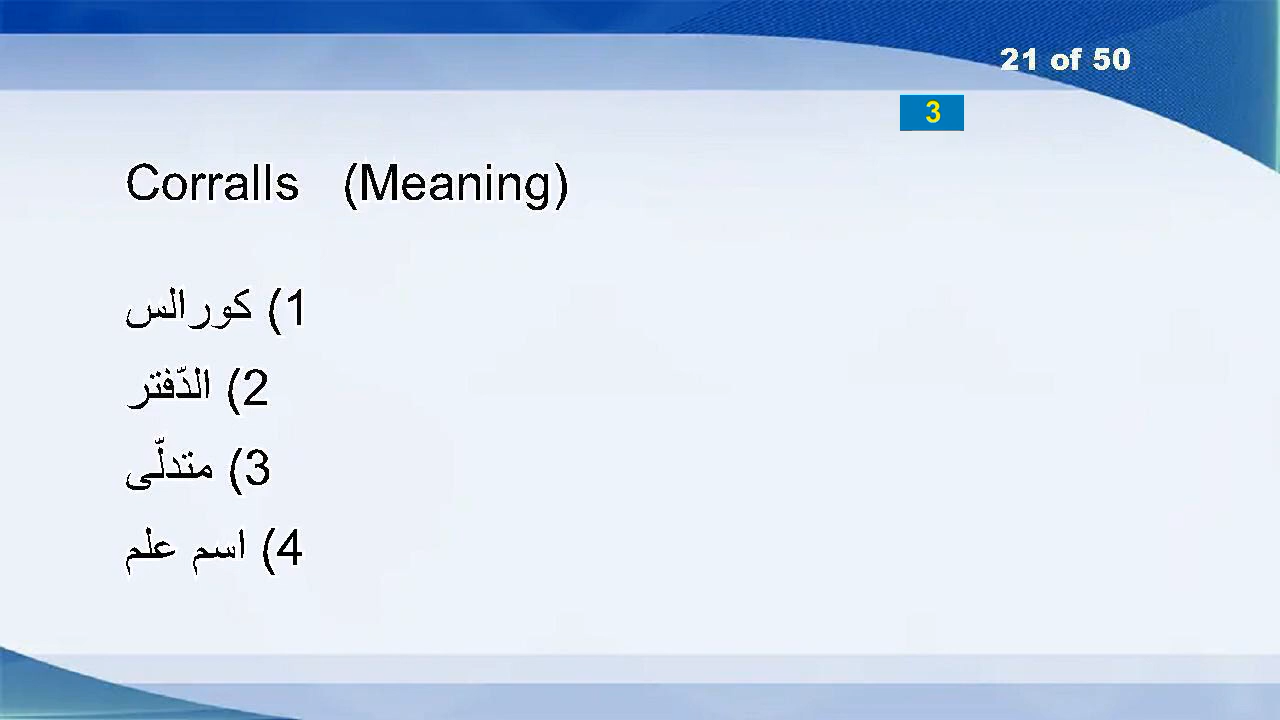 21 of 50
3
Corralls (Meaning)
1) كورالس
2) الدّفتر
3) متدلّى
4) اسم علم